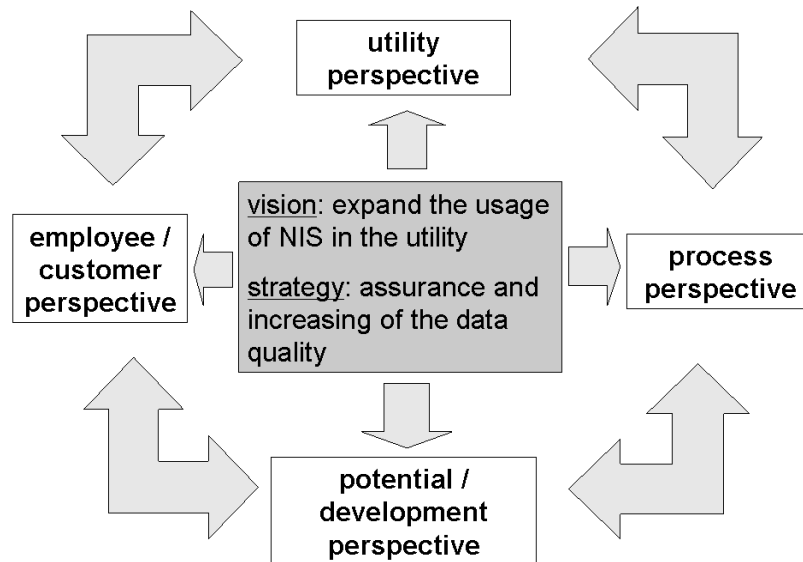 utility
perspective
vision: expand the usage
of NIS in the utility
strategy: assurance and
increasing of the data
quality
employee /
customer
perspective
process
perspective
potential /
development
perspective